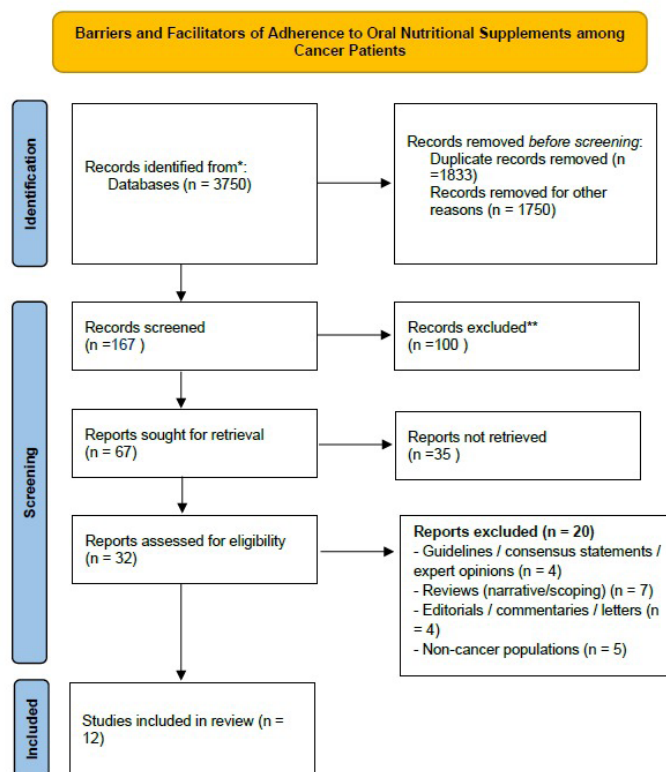 Barriers and Facilitators of Adherence to Oral Nutritional Supplements among
Cancer Patients
Identification
Records identified from*:
Databases (n = 3750)
Records removed before screening:
Duplicate records removed (n
=1833)
Records removed for other
reasons (n = 1750)
Screening
Records screened
(n =167 )
Records excluded**
(n =100 )
Reports sought for retrieval
(n = 67)
Reports not retrieved
(n =35 )
Reports assessed for eligibility
(n = 32)
Reports excluded (n = 20)
- Guidelines / consensus statements /
expert opinions (n = 4)
- Reviews (narrative/scoping) (n = 7)
- Editorials / commentaries / letters (n
= 4)
- Non-cancer populations (n = 5)
Included
Studies included in review (n =
12)